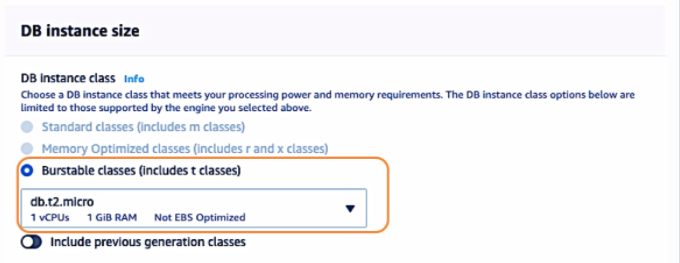 DB instance size
DB instance class Info
Choose a DB instance class that meets your processing power and memory requirements. The DB instance class options below are
limited to those supported by the engine you selected above.
Standard classes (includes m classes)
Memory Optimized classes (includes r and x classes)
Burstable classes (includes t classes)
db.t2.micro
1 vCPUs 1 GiB RAM Not EBS Optimized
Include previous generation classes